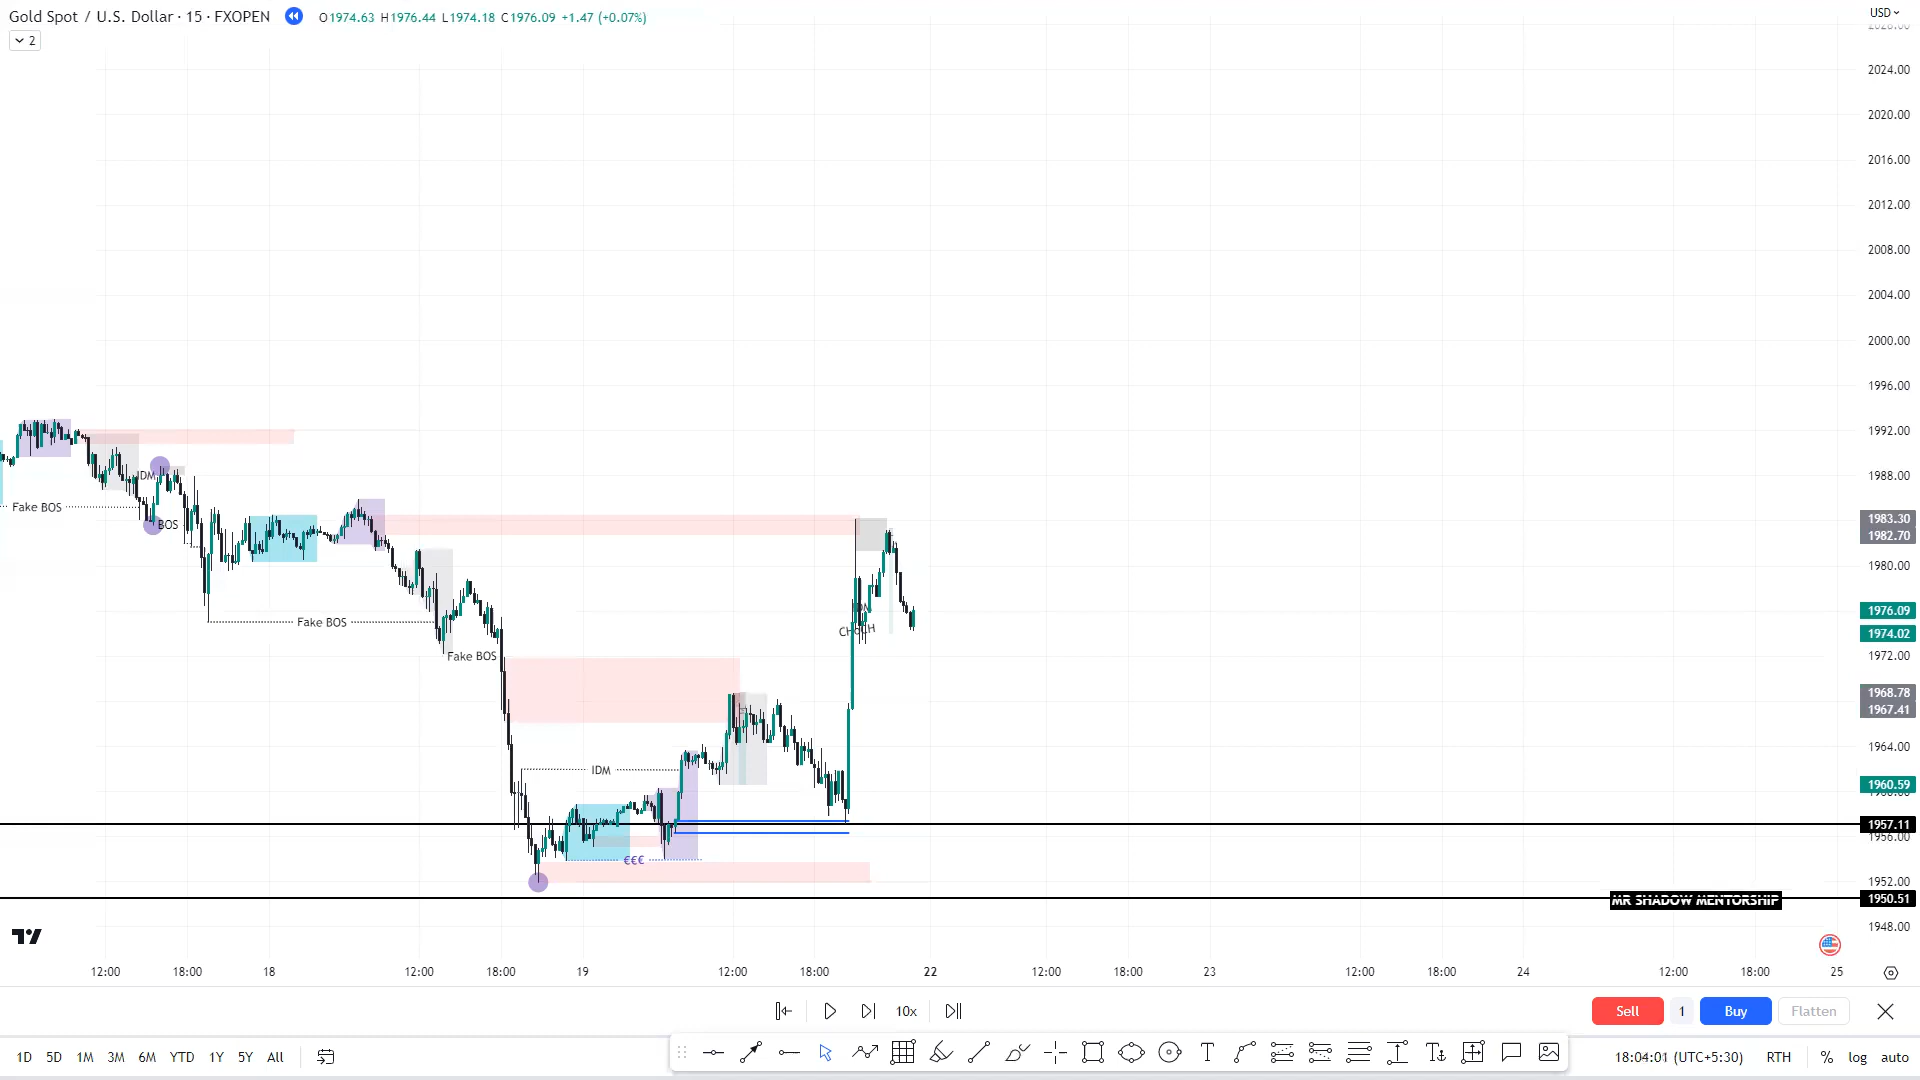 Gold Spot / U.S. Dollar · 15 · FXOPEN O1974.63 H1976.44 L1974.18 C1976.09 +1.47 (+0.07%)
USD
2
2024.00
2020.00
2016.00
2012.00
2008.00
2004.00
2000.00
1996.00
1992.00
1988.00
IDM
Fake BOS
BOS
1983.30
1982.70
1980.00
IDM
1976.09
Fake BOS
CHoCH
1974.02
Fake BOS
1972.00
1968.78
1967.41
1964.00
IDM
1960.59
1957.11
1956.00
€€€
1952.00
MR SHADOW MENTORSHIP
1950.51
1948.00
12:00 18:00 18 12:00 18:00 19 12:00 18:00 22 12:00 18:00 23 12:00 18:00 24 12:00 18:00 25
10x
Sell 1 Buy Flatten
1D 5D 1M 3M 6M YTD 1Y 5Y All
18:04:01 (UTC+5:30) RTH % log auto